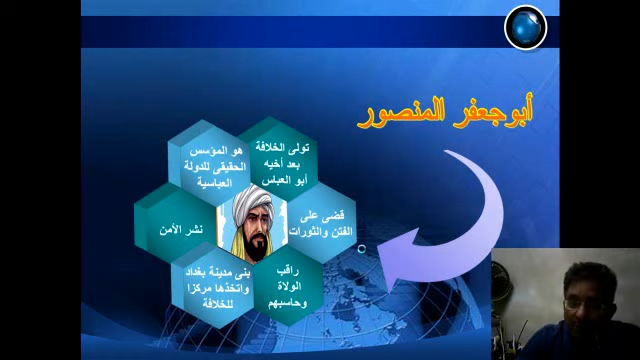 أبوجعفر المنصور
تولى الخلافة
بعد أخيه
أبو العباس
هو المؤسس
الحقيقى للدولة
العباسية
قضى على
الفتن والثورات
نشر الأمن
راقب
الولاة
وحاسبهم
بنى مدينة بغداد
واتخذها مركزا
للخلافة